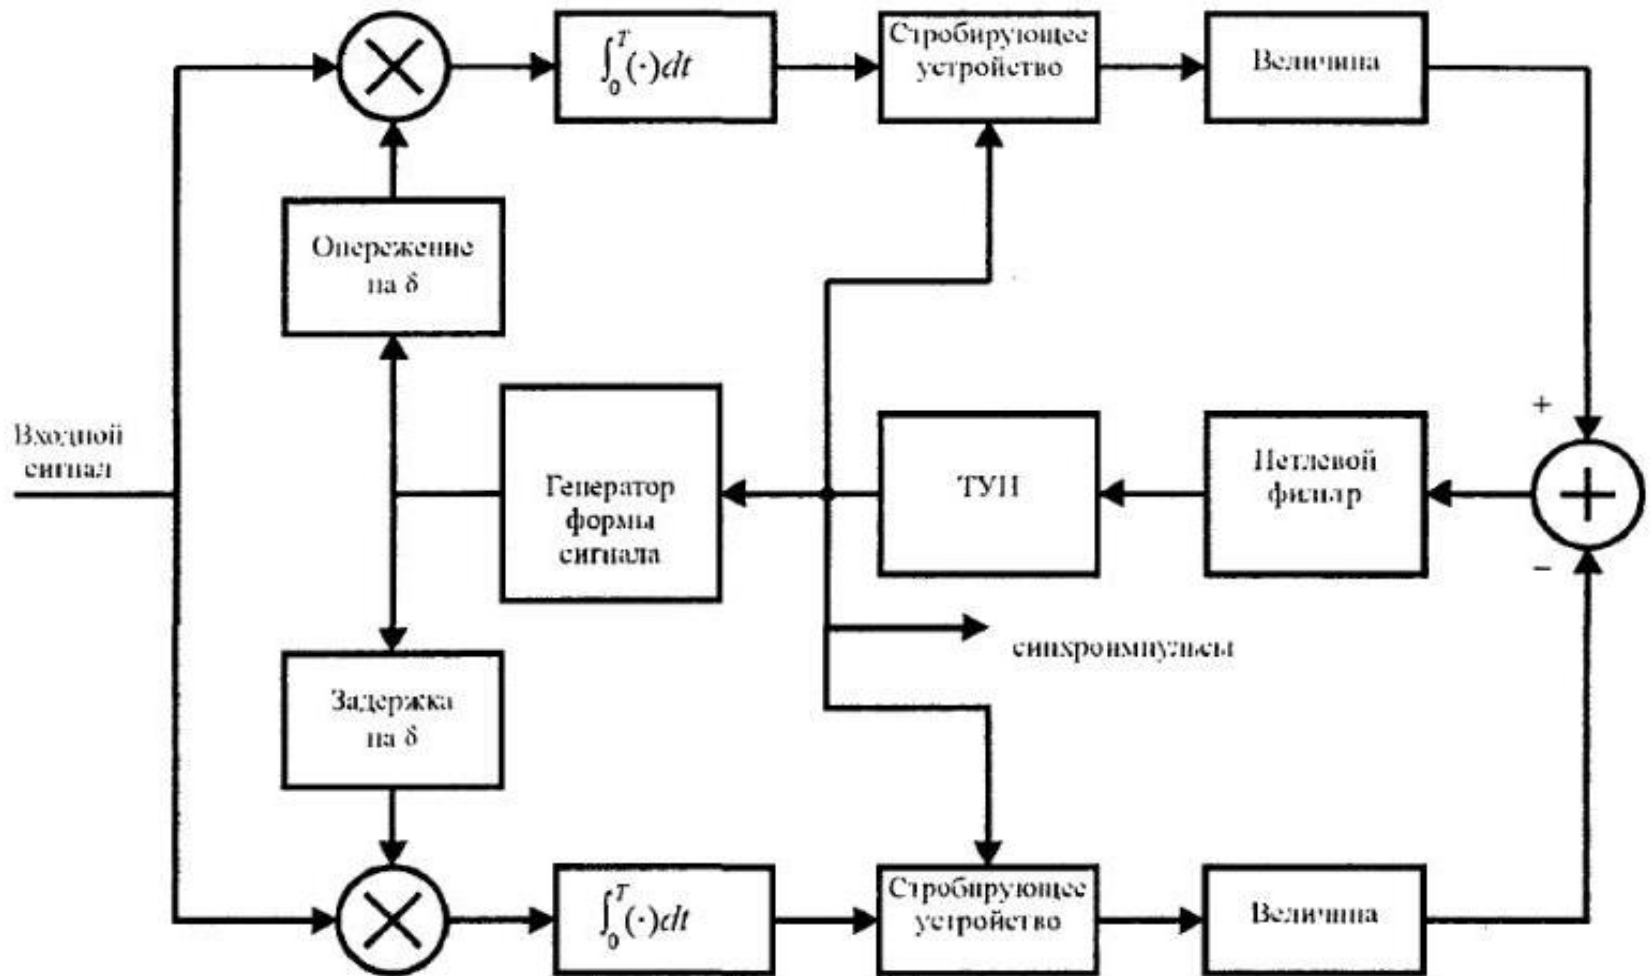 ∫₀ᵀ(·)dt
Стробирующее
устройство
Величина
Опережение
на δ
Входной
сигнал
Генератор
формы
сигнала
ТУН
Петлевой
фильтр
+
−
синхроимпульсы
Задержка
на δ
∫₀ᵀ(·)dt
Стробирующее
устройство
Величина